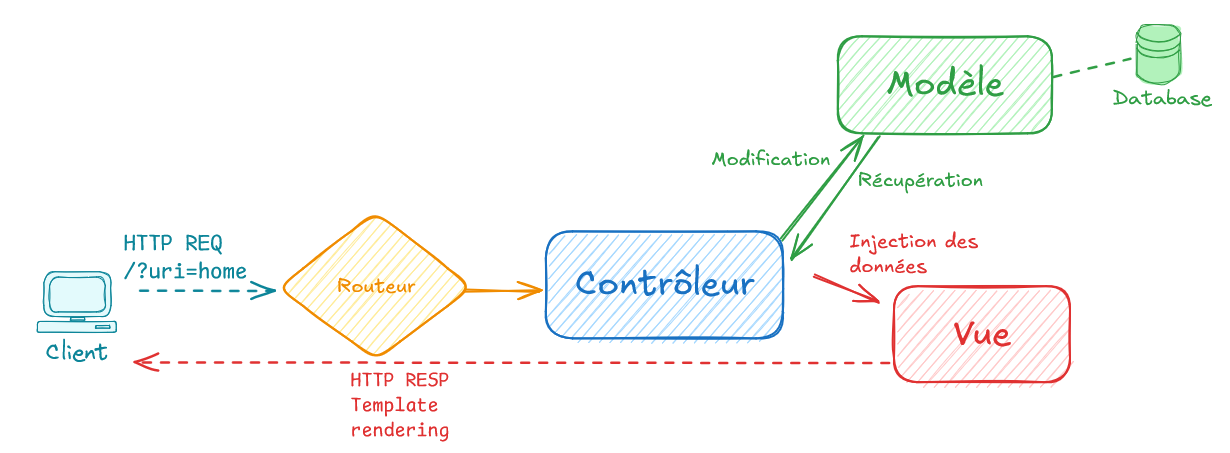 Modèle
Database
Modification
Récupération
HTTP REQ
/?uri=home
Injection des
données
Routeur
Contrôleur
Vue
Client
HTTP RESP
Template
rendering